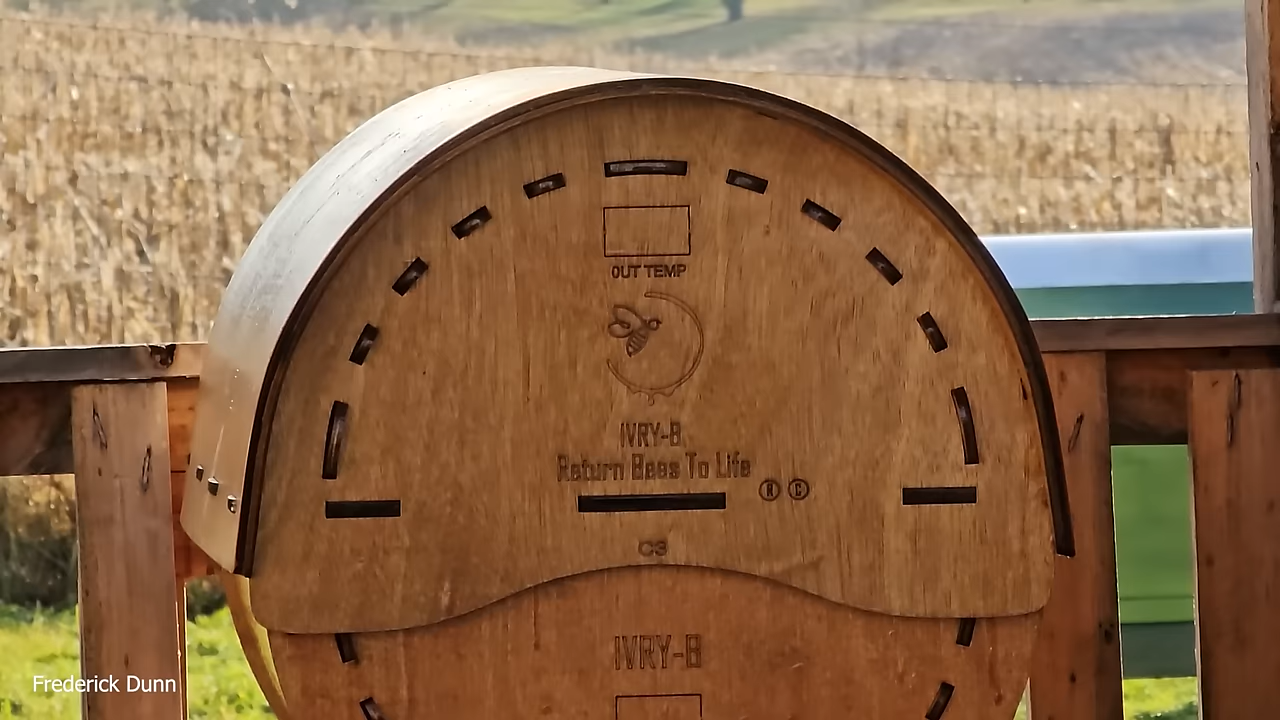 OUT TEMP
IVRY-B
Return Bees To Life
R C
C3
IVRY-B
Frederick Dunn